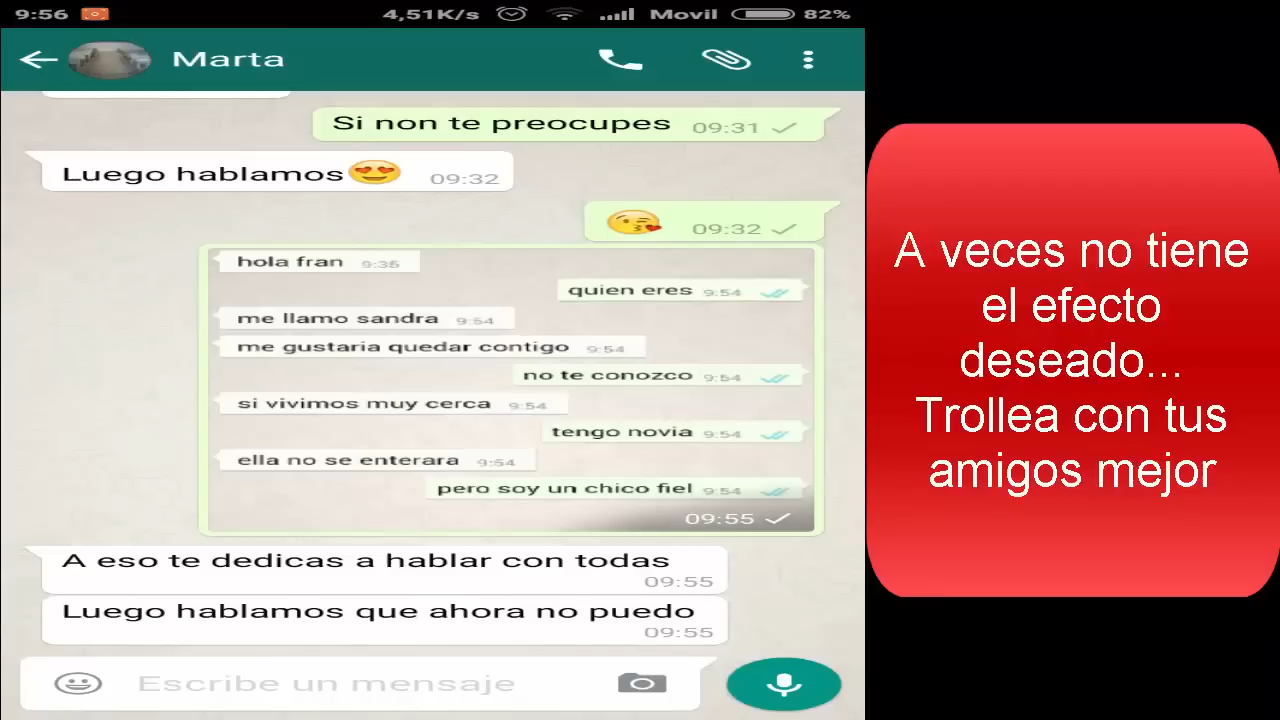 9:56 4,51K/s Movil 82%
Marta
Si non te preocupes 09:31
Luego hablamos😍 09:32
😘 09:32
hola fran 9:35
quien eres 9:54
me llamo sandra 9:54
me gustaria quedar contigo 9:54
no te conozco 9:54
si vivimos muy cerca 9:54
tengo novia 9:54
ella no se enterara 9:54
pero soy un chico fiel 9:54
09:55
A eso te dedicas a hablar con todas
09:55
Luego hablamos que ahora no puedo
09:55
Escribe un mensaje
A veces no tiene
el efecto
deseado...
Trollea con tus
amigos mejor